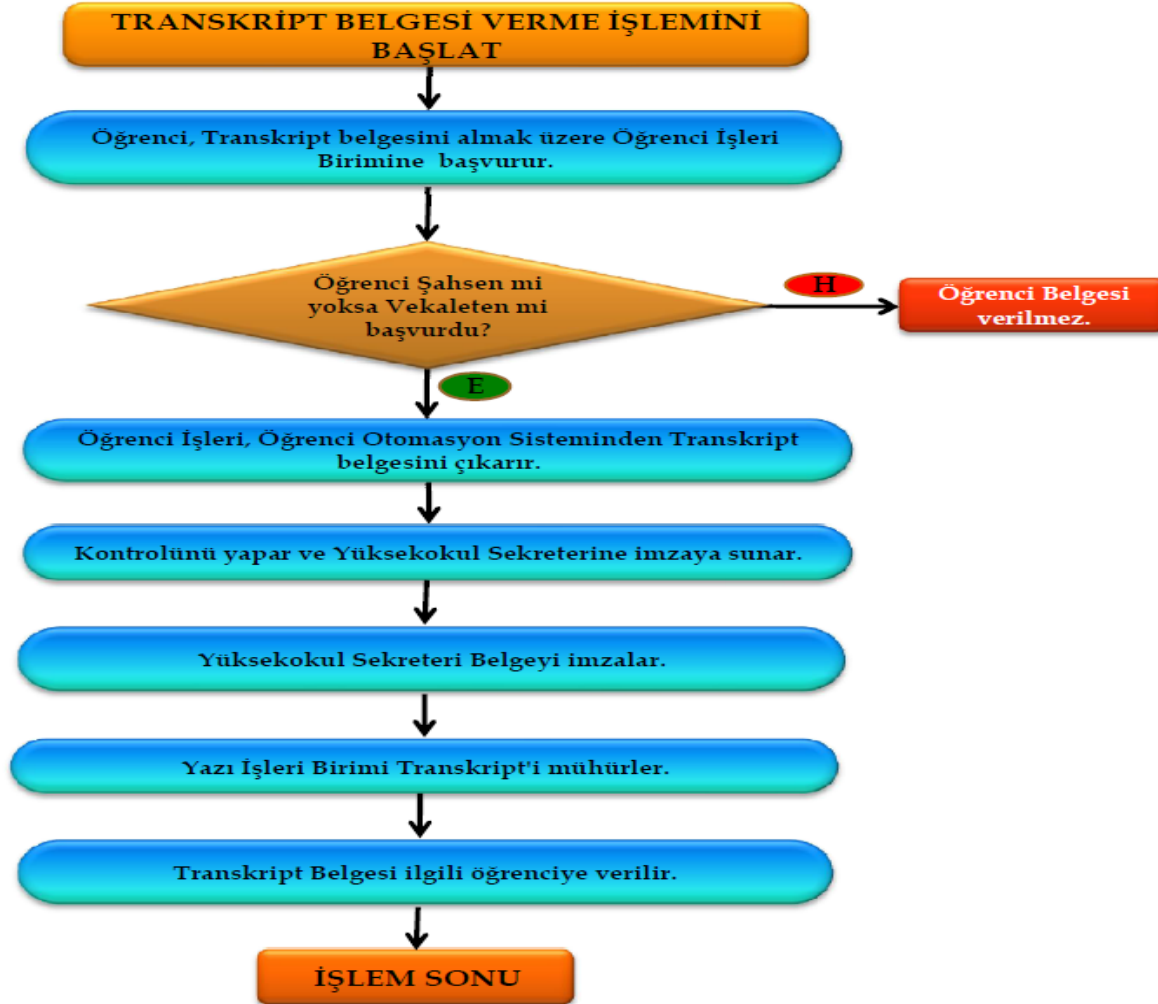 TRANSKRİPT BELGESİ VERME İŞLEMİNİ
BAŞLAT
Öğrenci, Transkript belgesini almak üzere Öğrenci İşleri
Birimine başvurur.
Öğrenci Şahsen mi
yoksa Vekaleten mi
başvurdu?
H
Öğrenci Belgesi
verilmez.
E
Öğrenci İşleri, Öğrenci Otomasyon Sisteminden Transkript
belgesini çıkarır.
Kontrolünü yapar ve Yüksekokul Sekreterine imzaya sunar.
Yüksekokul Sekreteri Belgeyi imzalar.
Yazı İşleri Birimi Transkript'i mühürler.
Transkript Belgesi ilgili öğrenciye verilir.
İŞLEM SONU